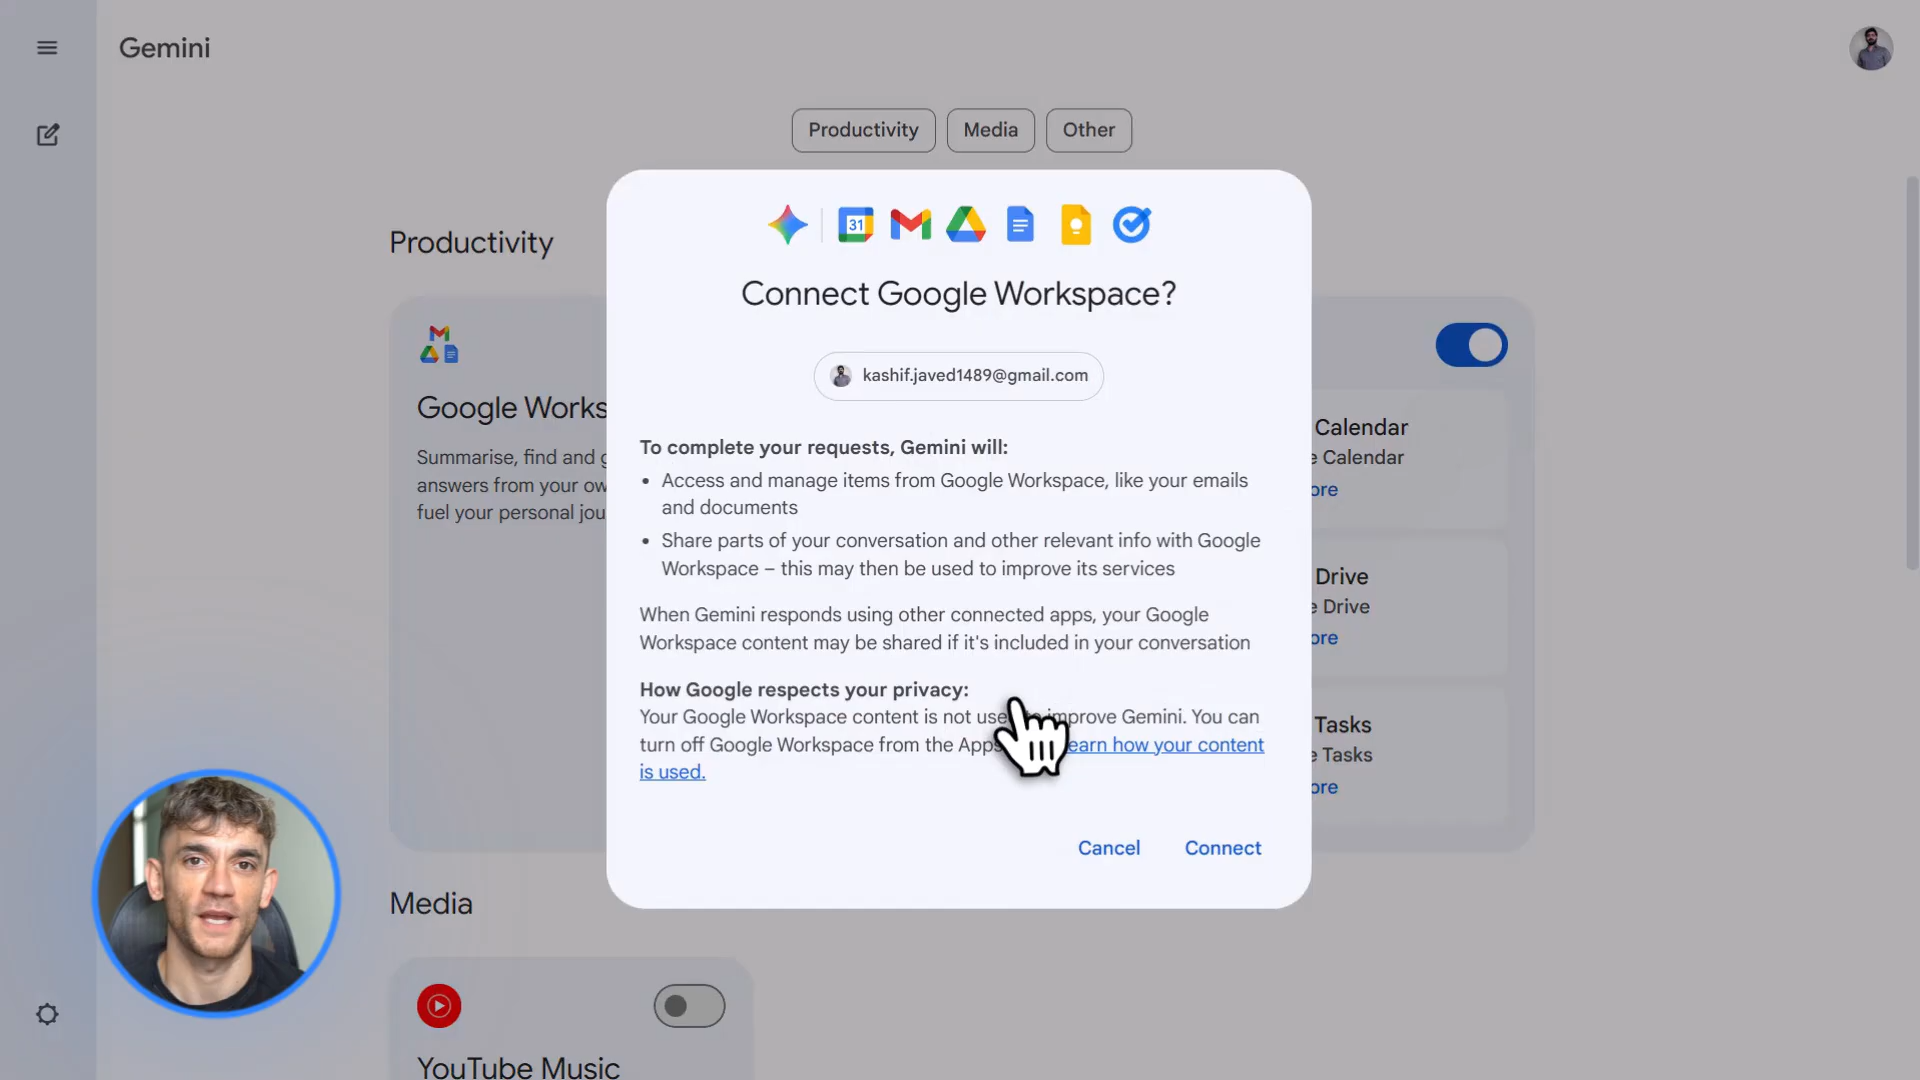 Gemini
Productivity
Media
Other
Productivity
31
Connect Google Workspace?
kashif.javed1489@gmail.com
Google Works
Summarise, find and g
answers from your ow
fuel your personal jou
To complete your requests, Gemini will:
• Access and manage items from Google Workspace, like your emails
and documents
• Share parts of your conversation and other relevant info with Google
Workspace – this may then be used to improve its services
When Gemini responds using other connected apps, your Google
Workspace content may be shared if it's included in your conversation
How Google respects your privacy:
Your Google Workspace content is not use improve Gemini. You can
turn off Google Workspace from the Apps earn how your content
is used.
Cancel
Connect
Calendar
e Calendar
ore
Drive
e Drive
ore
Tasks
e Tasks
ore
Media
YouTube Music